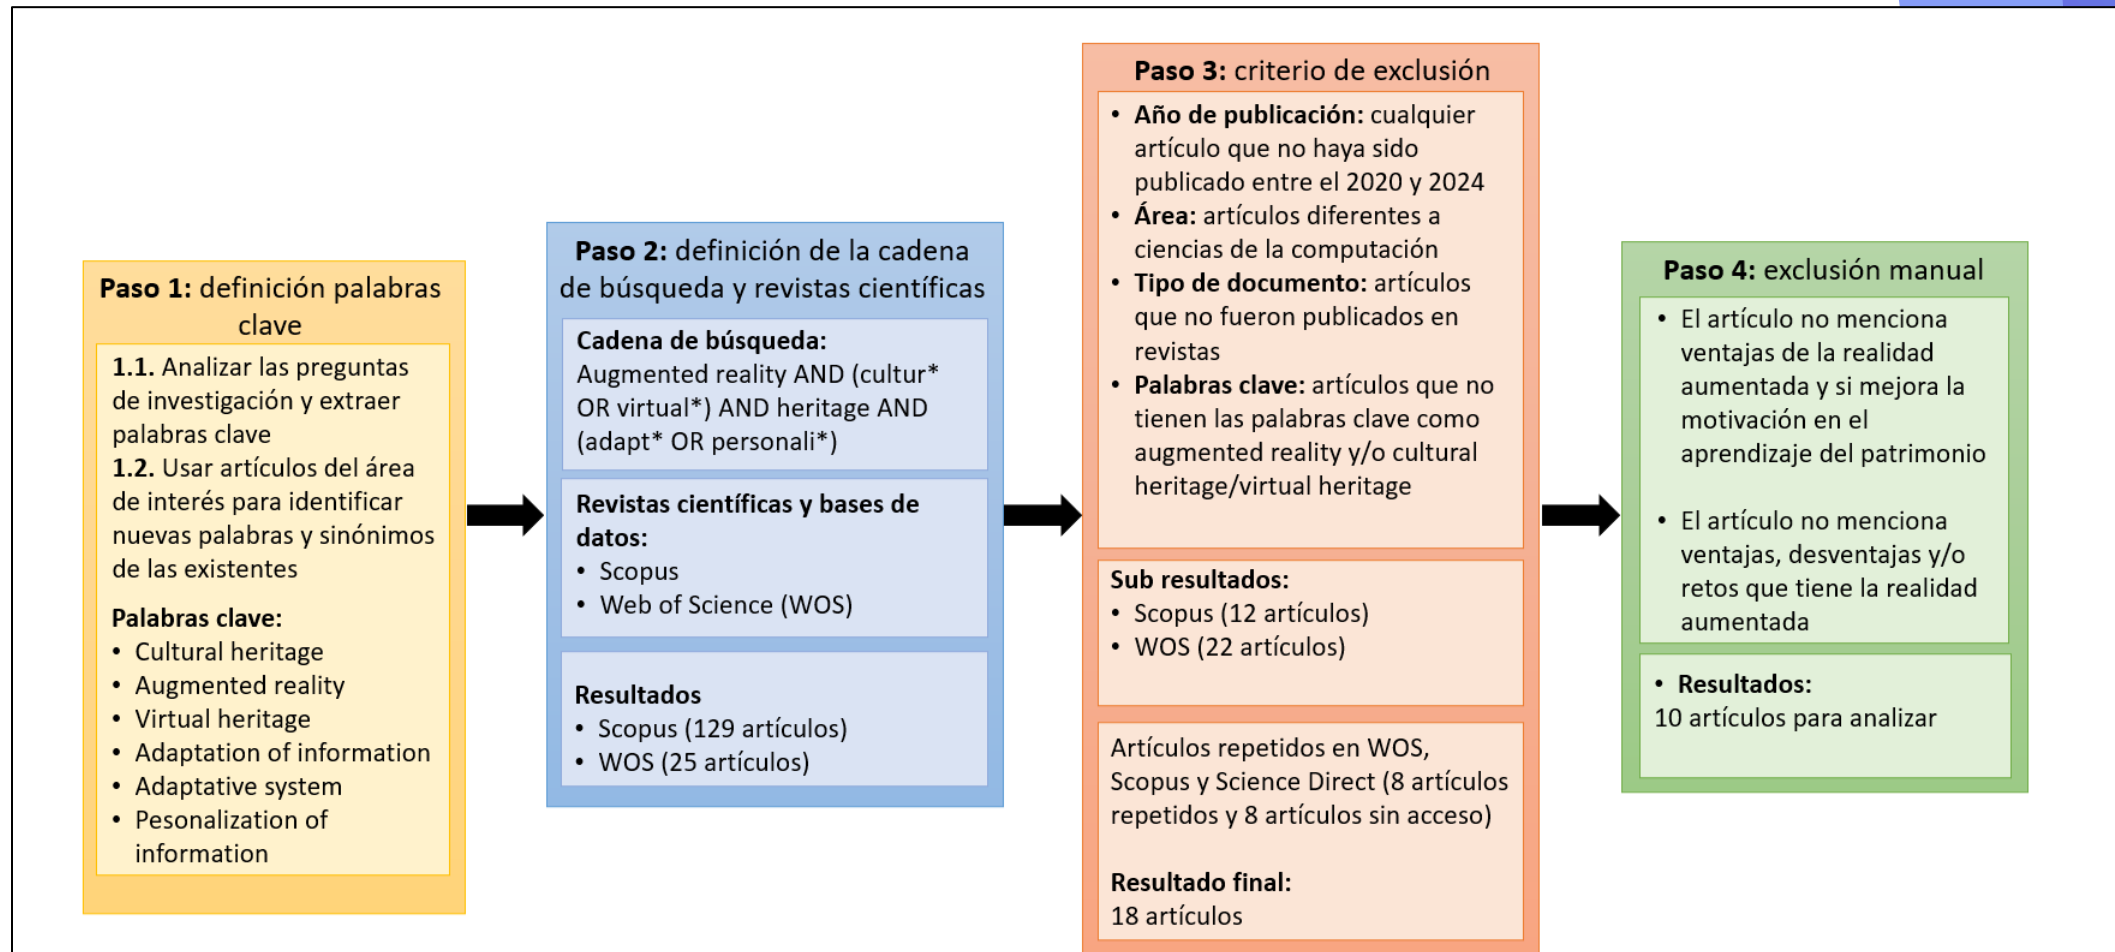 Paso 1: definición palabras
clave
1.1. Analizar las preguntas
de investigación y extraer
palabras clave
1.2. Usar artículos del área
de interés para identificar
nuevas palabras y sinónimos
de las existentes
Palabras clave:
• Cultural heritage
• Augmented reality
• Virtual heritage
• Adaptation of information
• Adaptative system
• Pesonalization of
information
Paso 2: definición de la cadena
de búsqueda y revistas científicas
Cadena de búsqueda:
Augmented reality AND (cultur*
OR virtual*) AND heritage AND
(adapt* OR personali*)
Revistas científicas y bases de
datos:
• Scopus
• Web of Science (WOS)
Resultados
• Scopus (129 artículos)
• WOS (25 artículos)
Paso 3: criterio de exclusión
• Año de publicación: cualquier
artículo que no haya sido
publicado entre el 2020 y 2024
• Área: artículos diferentes a
ciencias de la computación
• Tipo de documento: artículos
que no fueron publicados en
revistas
• Palabras clave: artículos que no
tienen las palabras clave como
augmented reality y/o cultural
heritage/virtual heritage
Sub resultados:
• Scopus (12 artículos)
• WOS (22 artículos)
Artículos repetidos en WOS,
Scopus y Science Direct (8 artículos
repetidos y 8 artículos sin acceso)
Resultado final:
18 artículos
Paso 4: exclusión manual
• El artículo no menciona
ventajas de la realidad
aumentada y si mejora la
motivación en el
aprendizaje del patrimonio
• El artículo no menciona
ventajas, desventajas y/o
retos que tiene la realidad
aumentada
• Resultados:
10 artículos para analizar